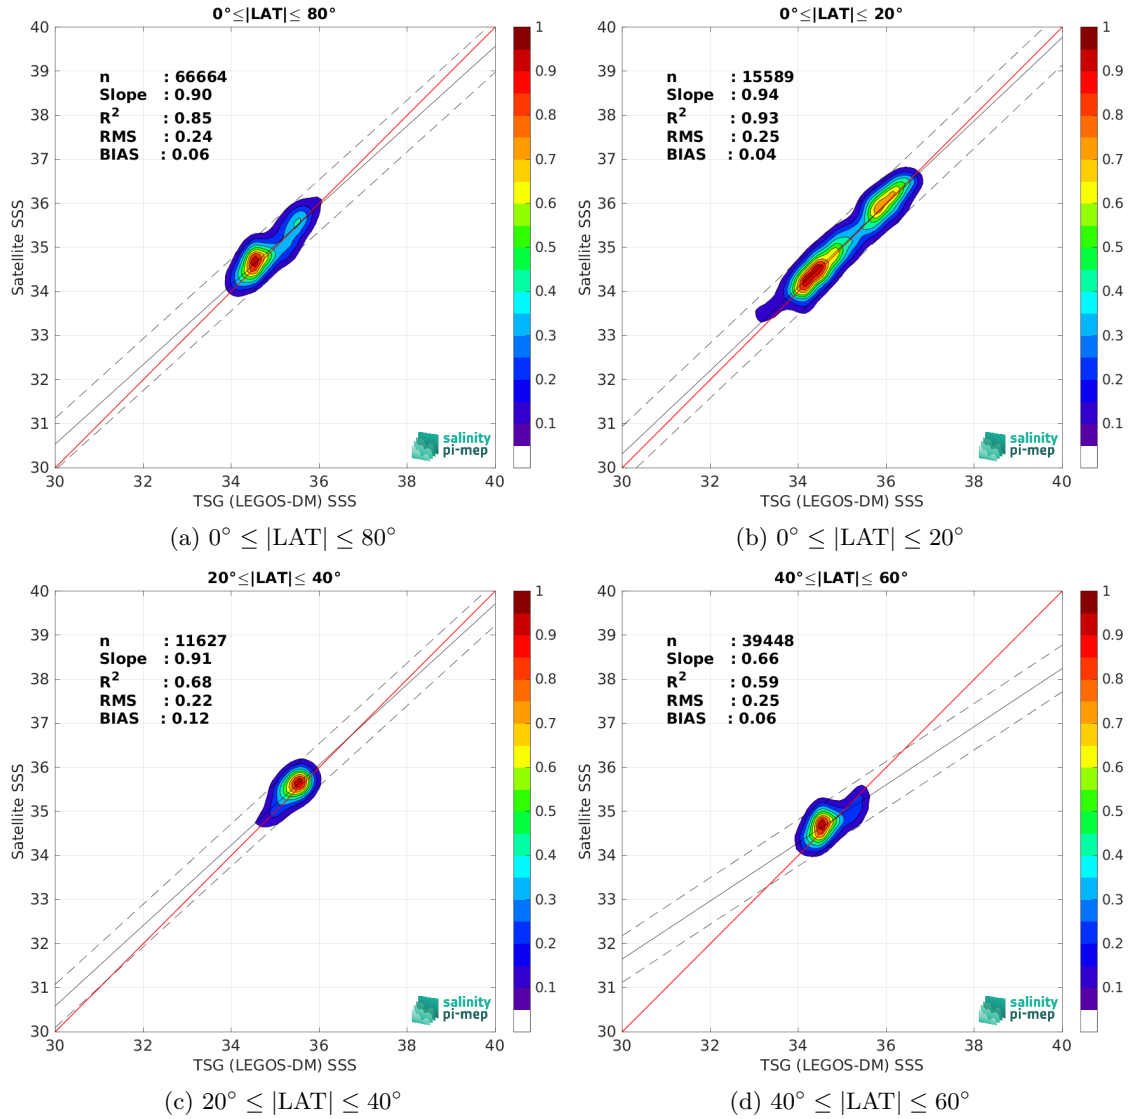 0°≤|LAT|≤ 80°
n : 66664
Slope : 0.90
R² : 0.85
RMS : 0.24
BIAS : 0.06
40
39
38
37
36
35
34
33
32
31
30
Satellite SSS
30 32 34 36 38 40
TSG (LEGOS-DM) SSS
1
0.9
0.8
0.7
0.6
0.5
0.4
0.3
0.2
0.1
salinity
pi-mep
(a) 0° ≤ |LAT| ≤ 80°
0°≤|LAT|≤ 20°
n : 15589
Slope : 0.94
R² : 0.93
RMS : 0.25
BIAS : 0.04
40
39
38
37
36
35
34
33
32
31
30
Satellite SSS
30 32 34 36 38 40
TSG (LEGOS-DM) SSS
1
0.9
0.8
0.7
0.6
0.5
0.4
0.3
0.2
0.1
salinity
pi-mep
(b) 0° ≤ |LAT| ≤ 20°
20°≤|LAT|≤ 40°
n : 11627
Slope : 0.91
R² : 0.68
RMS : 0.22
BIAS : 0.12
40
39
38
37
36
35
34
33
32
31
30
Satellite SSS
30 32 34 36 38 40
TSG (LEGOS-DM) SSS
1
0.9
0.8
0.7
0.6
0.5
0.4
0.3
0.2
0.1
salinity
pi-mep
(c) 20° ≤ |LAT| ≤ 40°
40°≤|LAT|≤ 60°
n : 39448
Slope : 0.66
R² : 0.59
RMS : 0.25
BIAS : 0.06
40
39
38
37
36
35
34
33
32
31
30
Satellite SSS
30 32 34 36 38 40
TSG (LEGOS-DM) SSS
1
0.9
0.8
0.7
0.6
0.5
0.4
0.3
0.2
0.1
salinity
pi-mep
(d) 40° ≤ |LAT| ≤ 60°